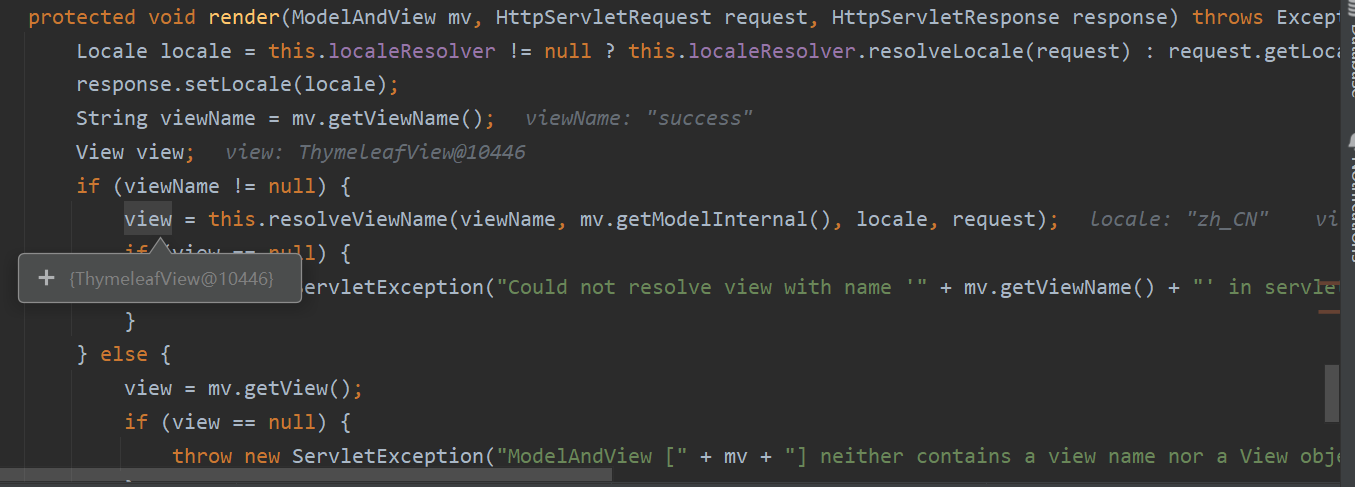 protected void render(ModelAndView mv, HttpServletRequest request, HttpServletResponse response) throws Except
Locale locale = this.localeResolver != null ? this.localeResolver.resolveLocale(request) : request.getLoca
response.setLocale(locale);
String viewName = mv.getViewName(); viewName: "success"
View view; view: ThymeleafView@10446
if (viewName != null) {
view = this.resolveViewName(viewName, mv.getModelInternal(), locale, request); locale: "zh_CN" vi
if (view == null) {
+ {ThymeleafView@10446}
ServletException("Could not resolve view with name '" + mv.getViewName() + "' in servle
}
} else {
view = mv.getView();
if (view == null) {
throw new ServletException("ModelAndView [" + mv + "] neither contains a view name nor a View obje
Database
Notifications